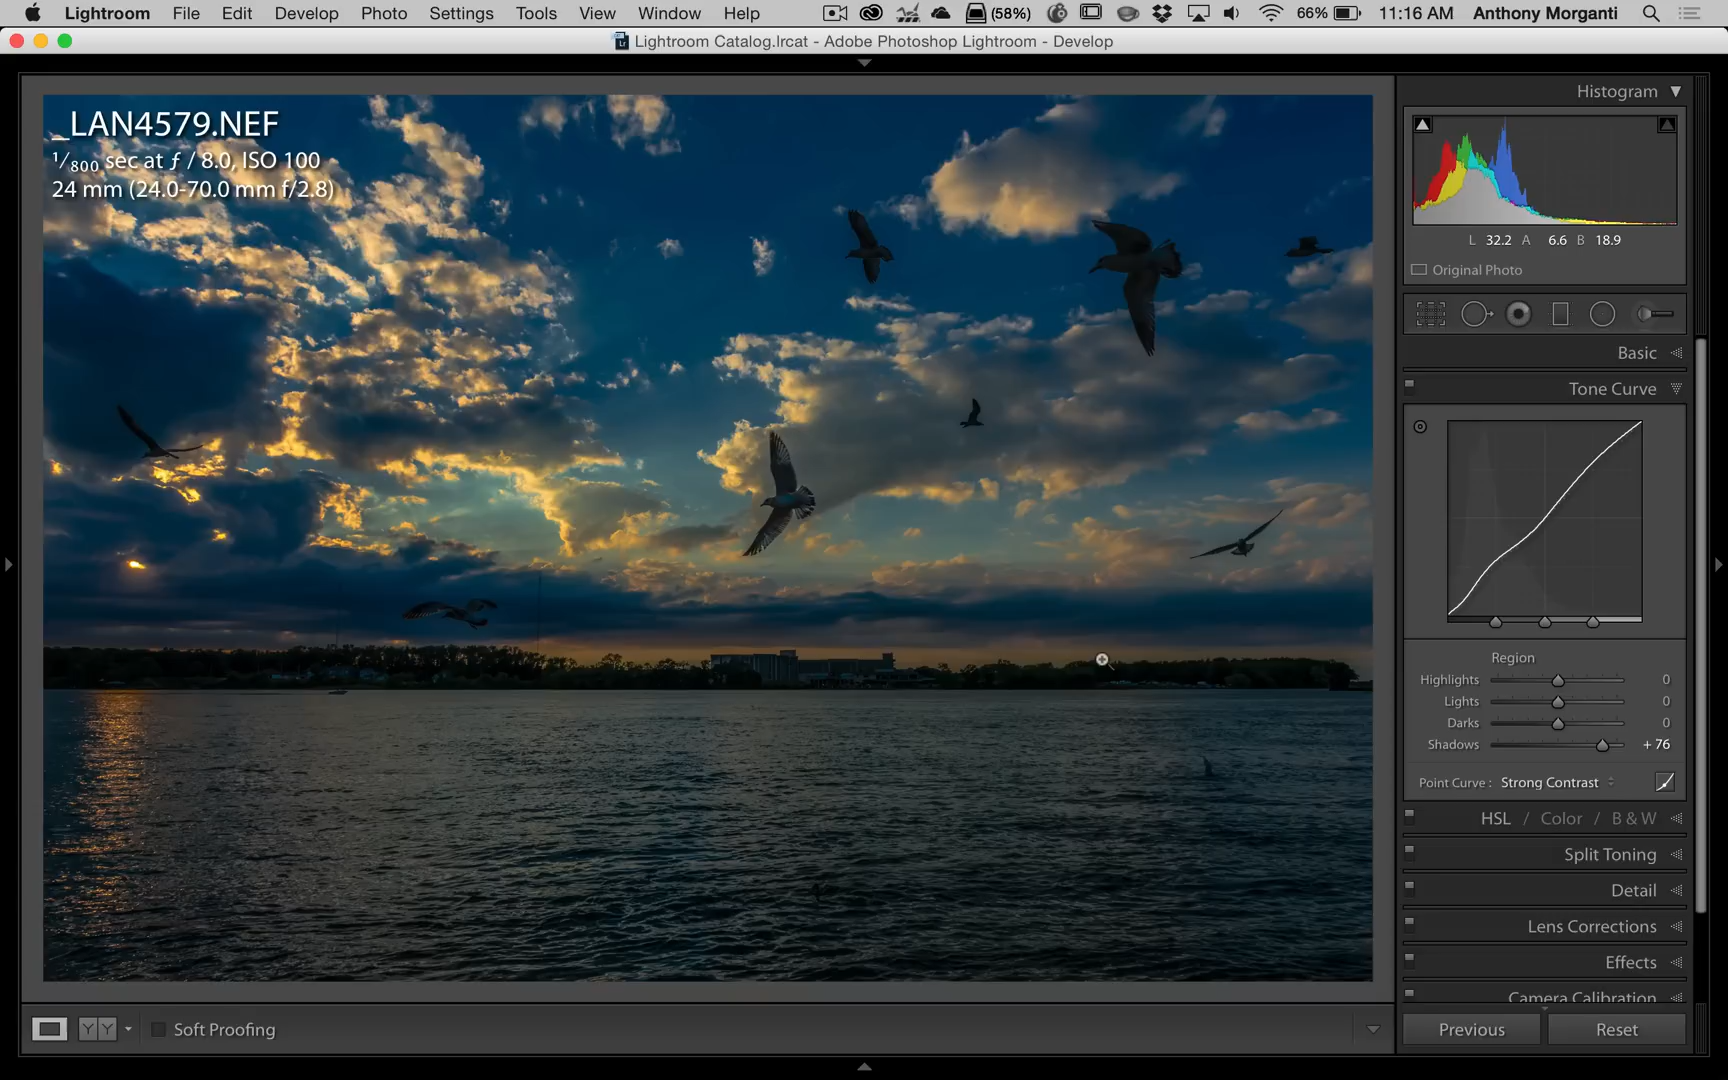 Lightroom File Edit Develop Photo Settings Tools View Window Help (58%) 66% 11:16 AM Anthony Morganti
Lr Lightroom Catalog.lrcat - Adobe Photoshop Lightroom - Develop
Histogram
_LAN4579.NEF
1/800 sec at ƒ / 8.0, ISO 100
24 mm (24.0-70.0 mm f/2.8)
L 32.2 A 6.6 B 18.9
Original Photo
Basic
Tone Curve
Region
Highlights 0
Lights 0
Darks 0
Shadows + 76
Point Curve : Strong Contrast
HSL / Color / B & W
Split Toning
Detail
Lens Corrections
Effects
Camera Calibration
Y Y Soft Proofing
Previous Reset